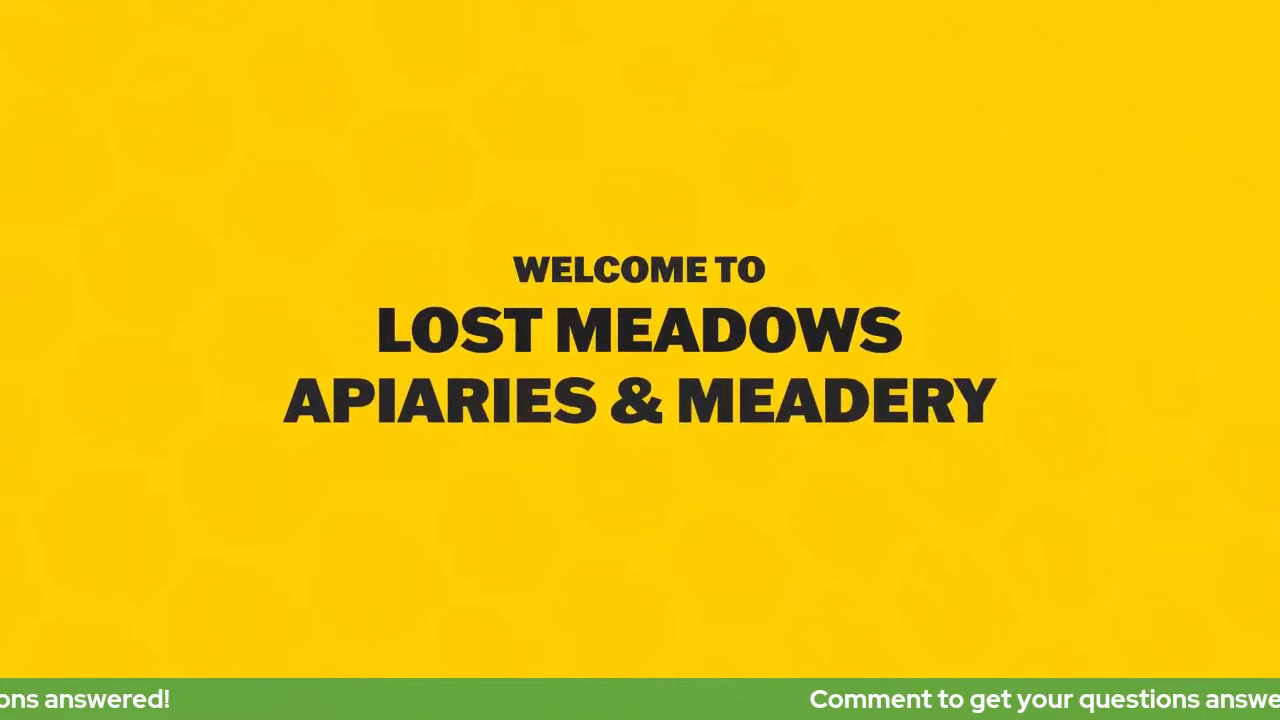 WELCOME TO
LOST MEADOWS
APIARIES & MEADERY
ons answered! Comment to get your questions answe